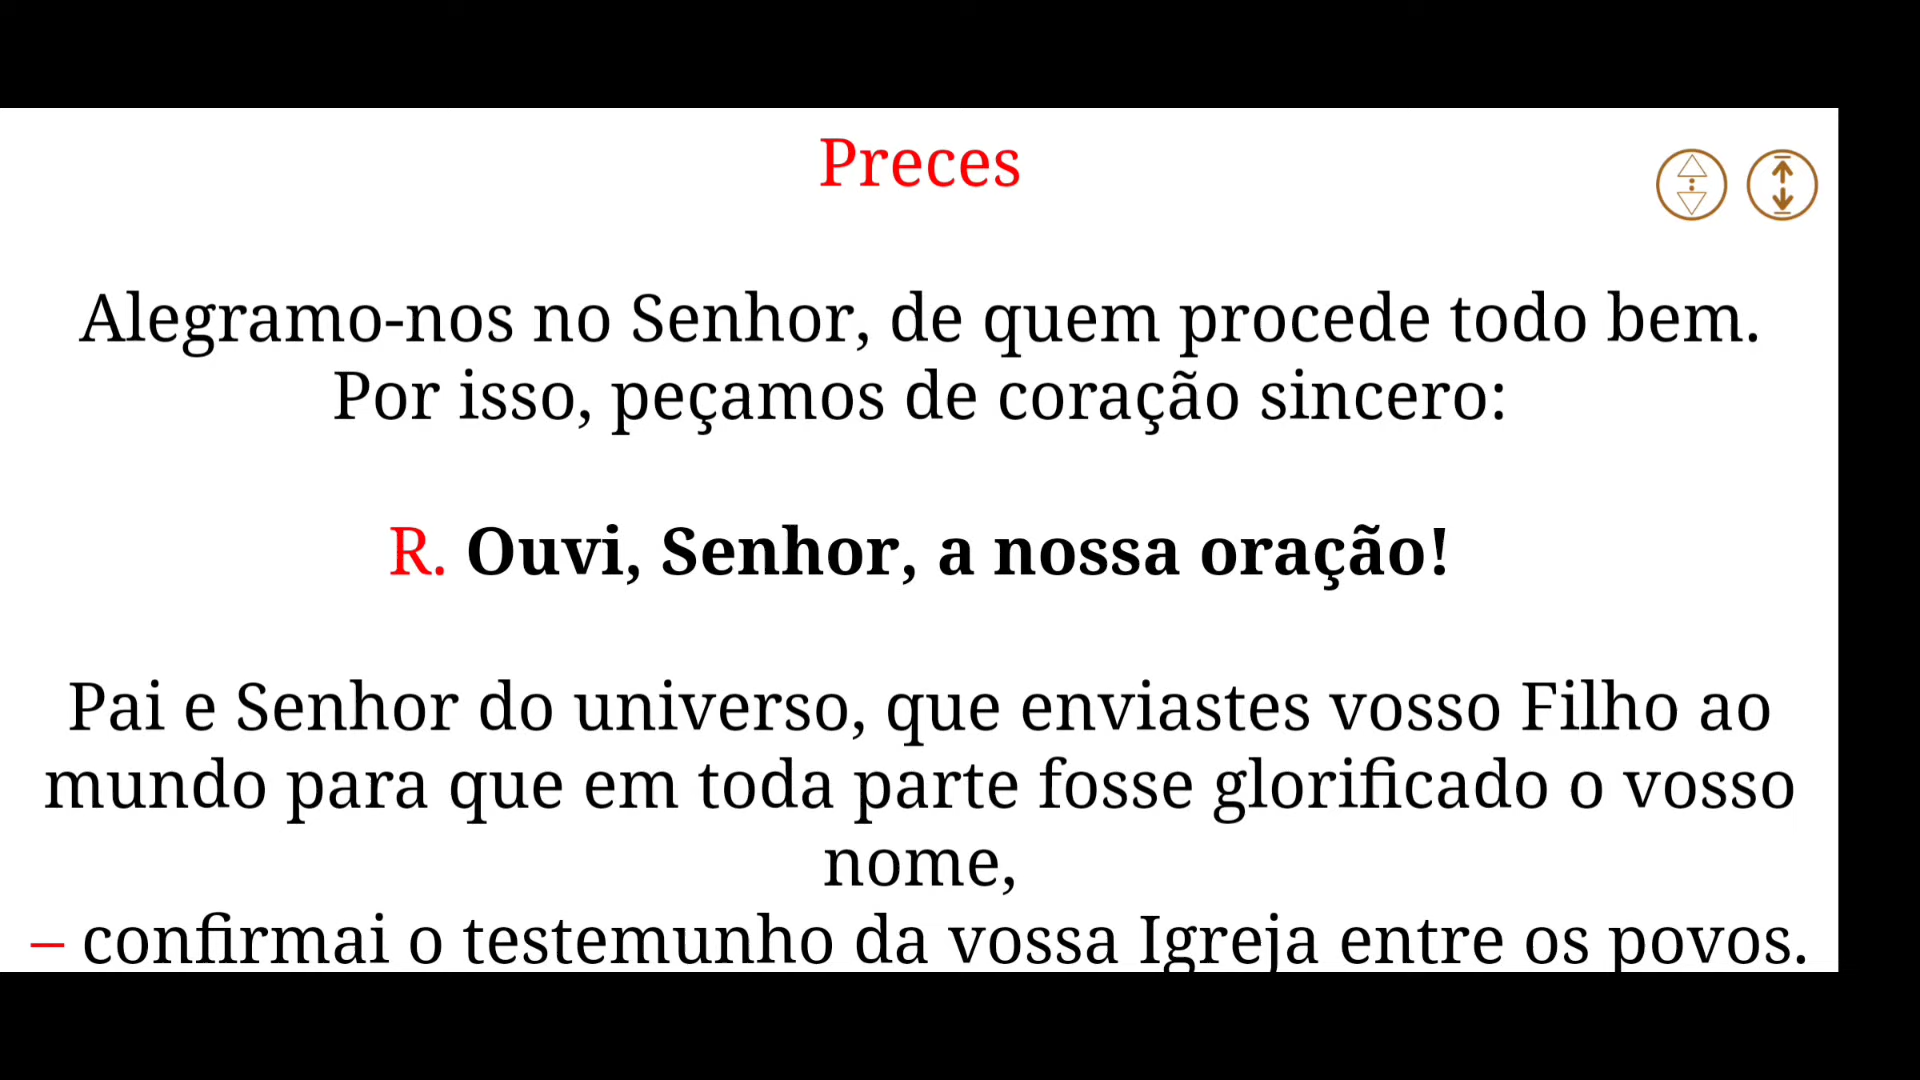 Preces
Alegramo-nos no Senhor, de quem procede todo bem.
Por isso, peçamos de coração sincero:
R. Ouvi, Senhor, a nossa oração!
Pai e Senhor do universo, que enviastes vosso Filho ao
mundo para que em toda parte fosse glorificado o vosso
nome,
– confirmai o testemunho da vossa Igreja entre os povos.